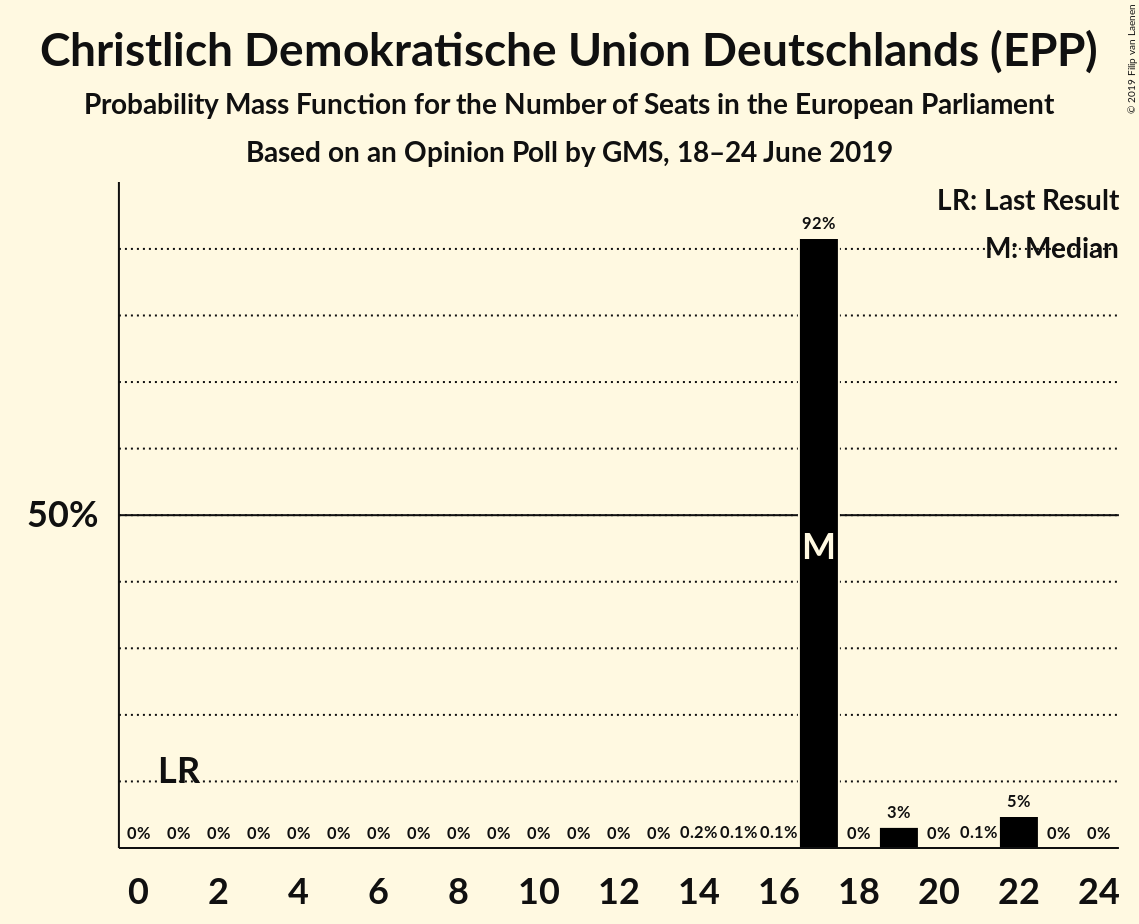 Christlich Demokratische Union Deutschlands (EPP)
Probability Mass Function for the Number of Seats in the European Parliament
Based on an Opinion Poll by GMS, 18–24 June 2019
© 2019 Filip van Laenen
LR: Last Result
M: Median
92%
50%
M
LR
5%
3%
0% 0% 0% 0% 0% 0% 0% 0% 0% 0% 0% 0% 0% 0% 0.2% 0.1% 0.1% 0% 0% 0.1% 0% 0%
0 2 4 6 8 10 12 14 16 18 20 22 24